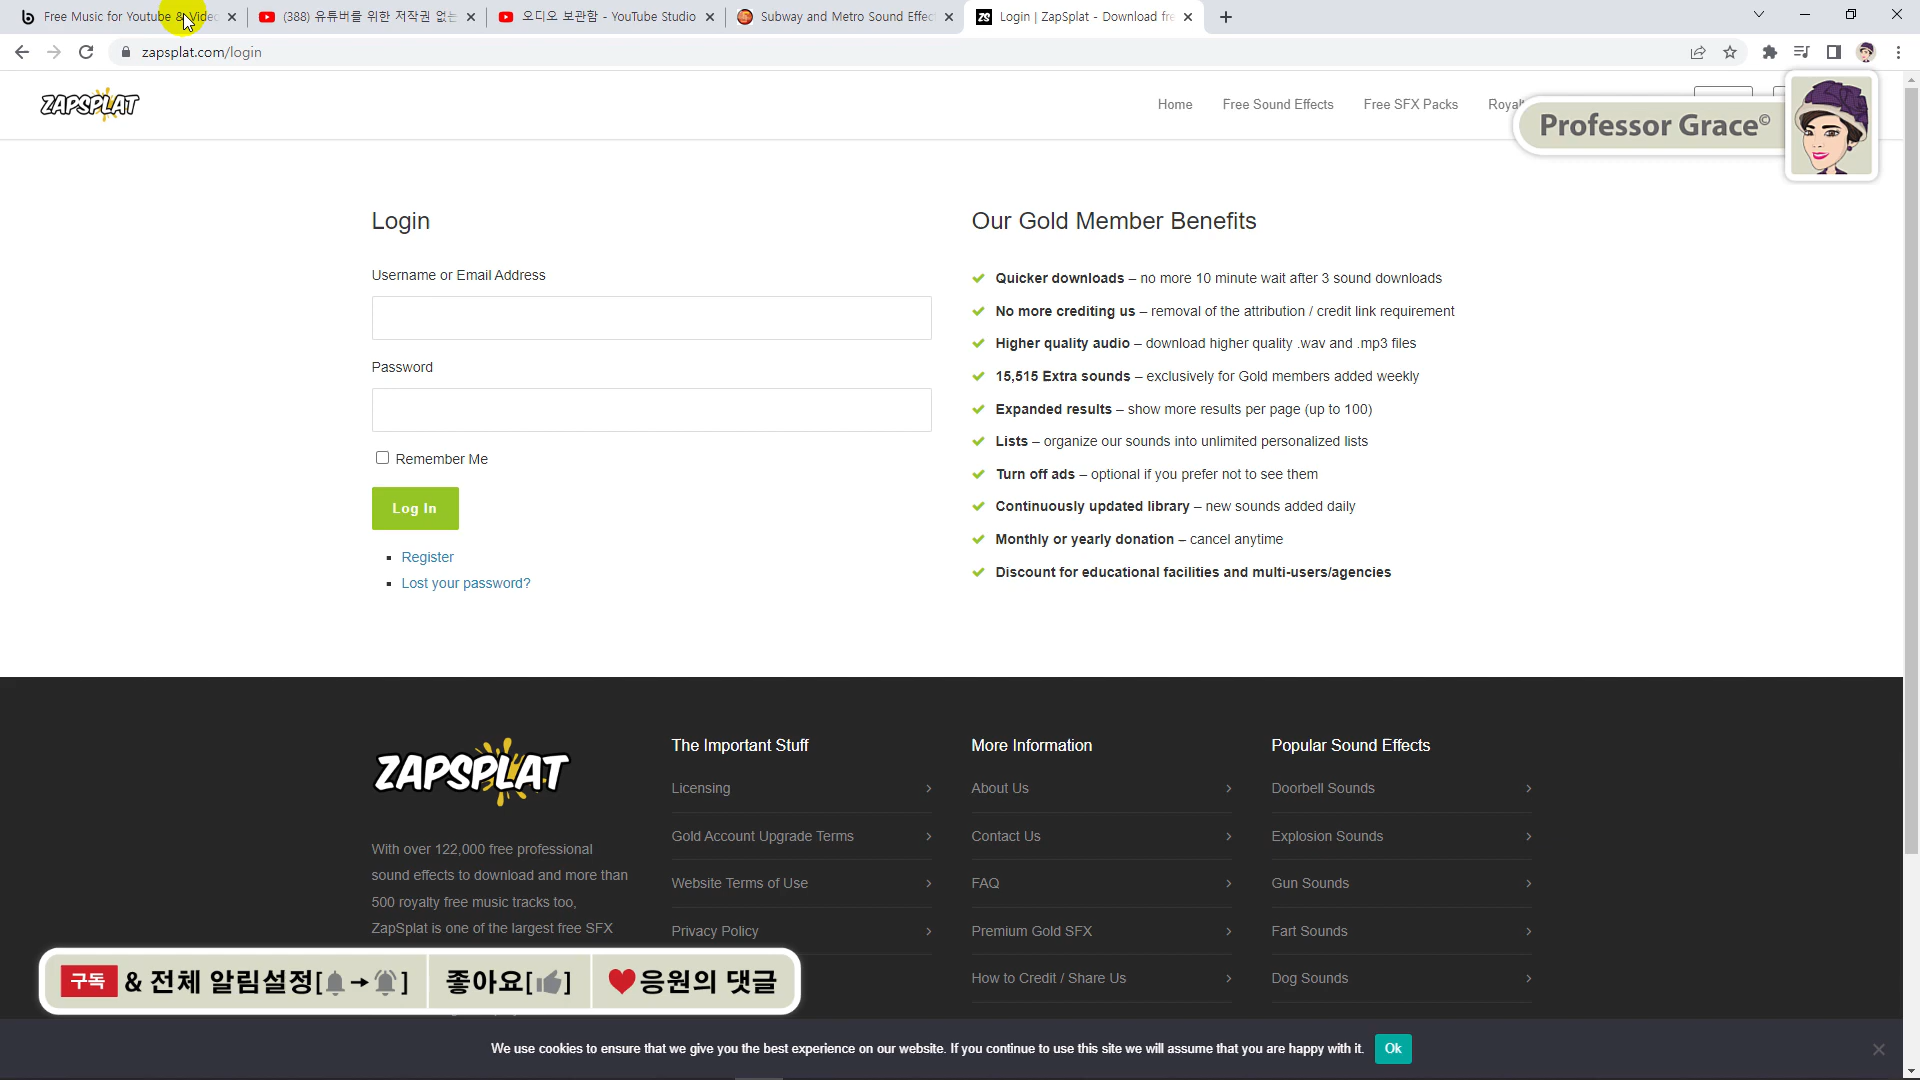 Free Music for Youtube & Video
(388) 유튜버를 위한 저작권 없는
오디오 보관함 - YouTube Studio
Subway and Metro Sound Effec
Login | ZapSplat - Download fre
zapsplat.com/login
ZAPSPLAT
Home
Free Sound Effects
Free SFX Packs
Royalt
Professor Grace©
Login
Username or Email Address
Password
Remember Me
Log In
Register
Lost your password?
Our Gold Member Benefits
Quicker downloads – no more 10 minute wait after 3 sound downloads
No more crediting us – removal of the attribution / credit link requirement
Higher quality audio – download higher quality .wav and .mp3 files
15,515 Extra sounds – exclusively for Gold members added weekly
Expanded results – show more results per page (up to 100)
Lists – organize our sounds into unlimited personalized lists
Turn off ads – optional if you prefer not to see them
Continuously updated library – new sounds added daily
Monthly or yearly donation – cancel anytime
Discount for educational facilities and multi-users/agencies
ZAPSPLAT
With over 122,000 free professional
sound effects to download and more than
500 royalty free music tracks too,
ZapSplat is one of the largest free SFX
The Important Stuff
Licensing
Gold Account Upgrade Terms
Website Terms of Use
Privacy Policy
More Information
About Us
Contact Us
FAQ
Premium Gold SFX
How to Credit / Share Us
Popular Sound Effects
Doorbell Sounds
Explosion Sounds
Gun Sounds
Fart Sounds
Dog Sounds
구독 & 전체 알림설정[→] 좋아요[] 응원의 댓글
We use cookies to ensure that we give you the best experience on our website. If you continue to use this site we will assume that you are happy with it. Ok